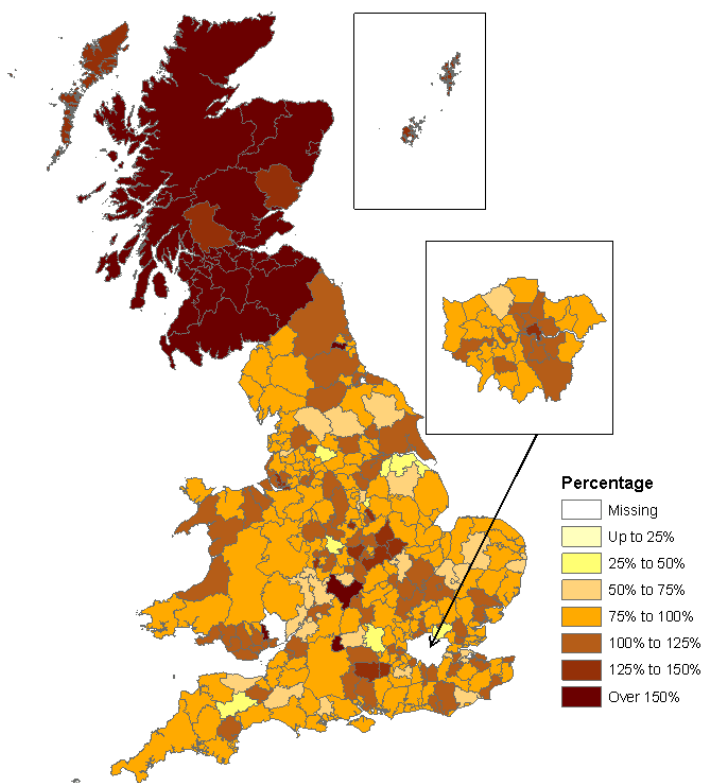 Percentage
Missing
Up to 25%
25% to 50%
50% to 75%
75% to 100%
100% to 125%
125% to 150%
Over 150%